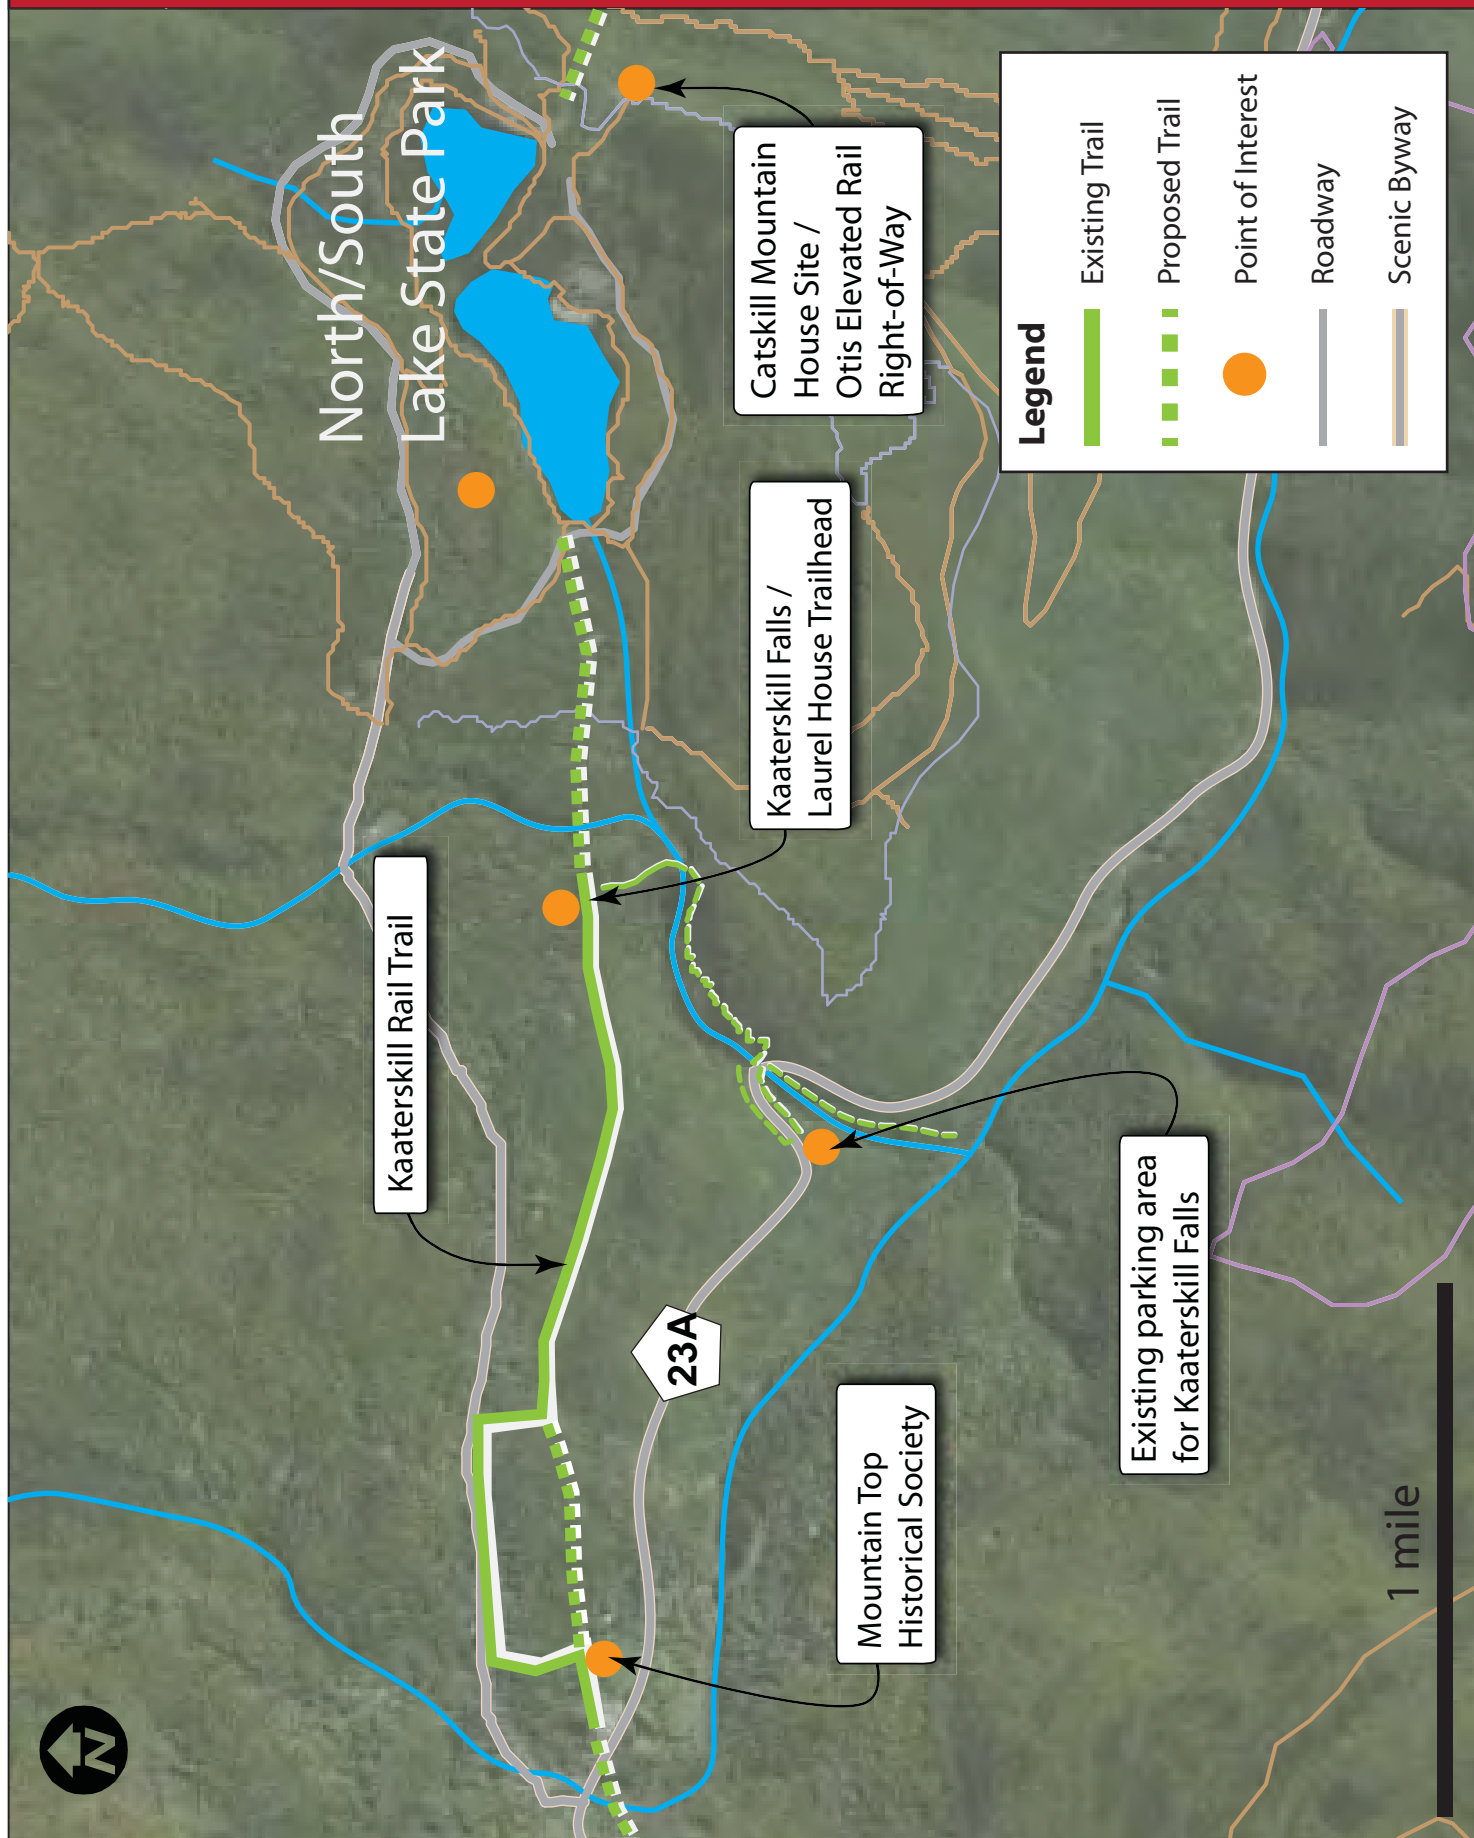 North/South
Lake State Park
Kaaterskill Rail Trail
Kaaterskill Falls /
Laurel House Trailhead
Catskill Mountain
House Site /
Otis Elevated Rail
Right-of-Way
23A
Mountain Top
Historical Society
Existing parking area
for Kaaterskill Falls
Legend
Existing Trail
Proposed Trail
Point of Interest
Roadway
Scenic Byway
1 mile
N